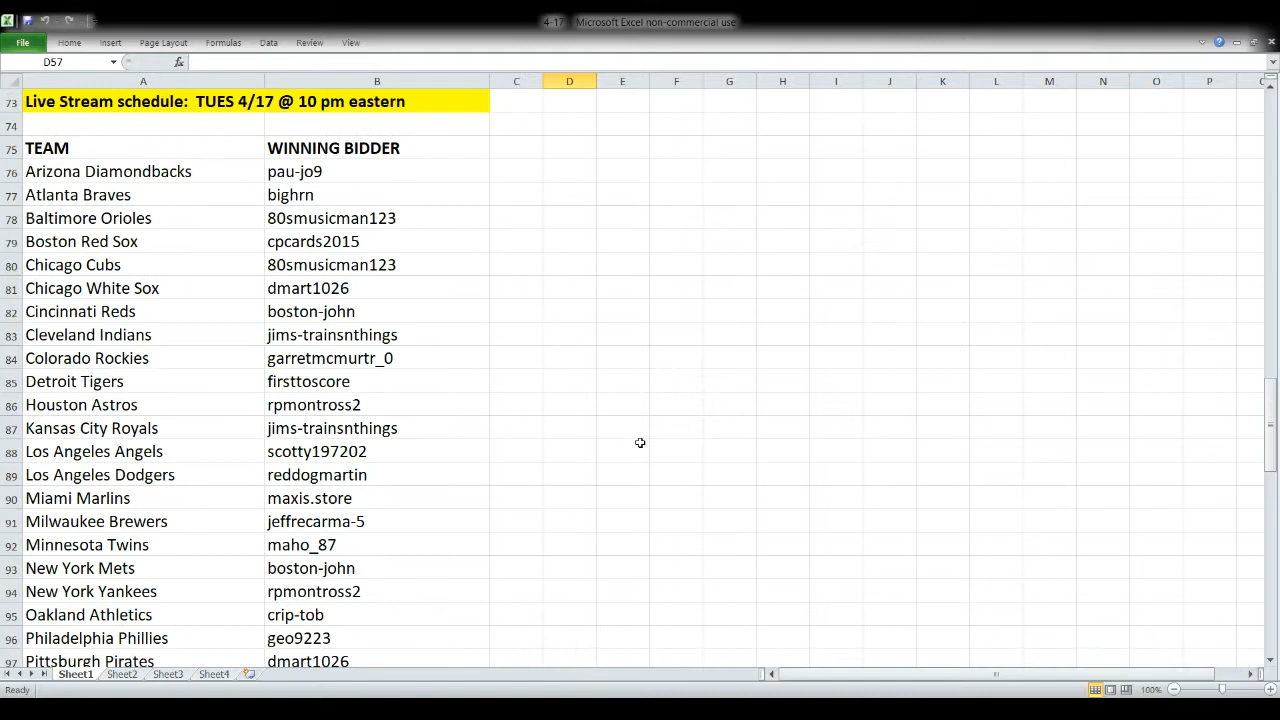 4-17 Microsoft Excel non-commercial use
File Home Insert Page Layout Formulas Data Review View
D57 fx
A B C D E F G H I J K L M N O P
73 Live Stream schedule: TUES 4/17 @ 10 pm eastern
74
75 TEAM WINNING BIDDER
76 Arizona Diamondbacks pau-jo9
77 Atlanta Braves bighrn
78 Baltimore Orioles 80smusicman123
79 Boston Red Sox cpcards2015
80 Chicago Cubs 80smusicman123
81 Chicago White Sox dmart1026
82 Cincinnati Reds boston-john
83 Cleveland Indians jims-trainsnthings
84 Colorado Rockies garretmcmurtr_0
85 Detroit Tigers firsttoscore
86 Houston Astros rpmontross2
87 Kansas City Royals jims-trainsnthings
88 Los Angeles Angels scotty197202
89 Los Angeles Dodgers reddogmartin
90 Miami Marlins maxis.store
91 Milwaukee Brewers jeffrecarma-5
92 Minnesota Twins maho_87
93 New York Mets boston-john
94 New York Yankees rpmontross2
95 Oakland Athletics crip-tob
96 Philadelphia Phillies geo9223
97 Pittsburgh Pirates dmart1026
Sheet1 Sheet2 Sheet3 Sheet4
Ready 100%